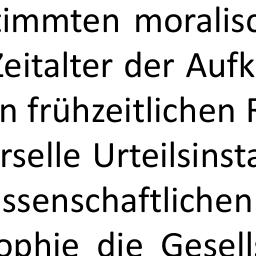 timmten moralisc
Zeitalter der Aufk
n frühzeitlichen F
rselle Urteilsinsta
ssenschaftlichen
ophie die Gesells